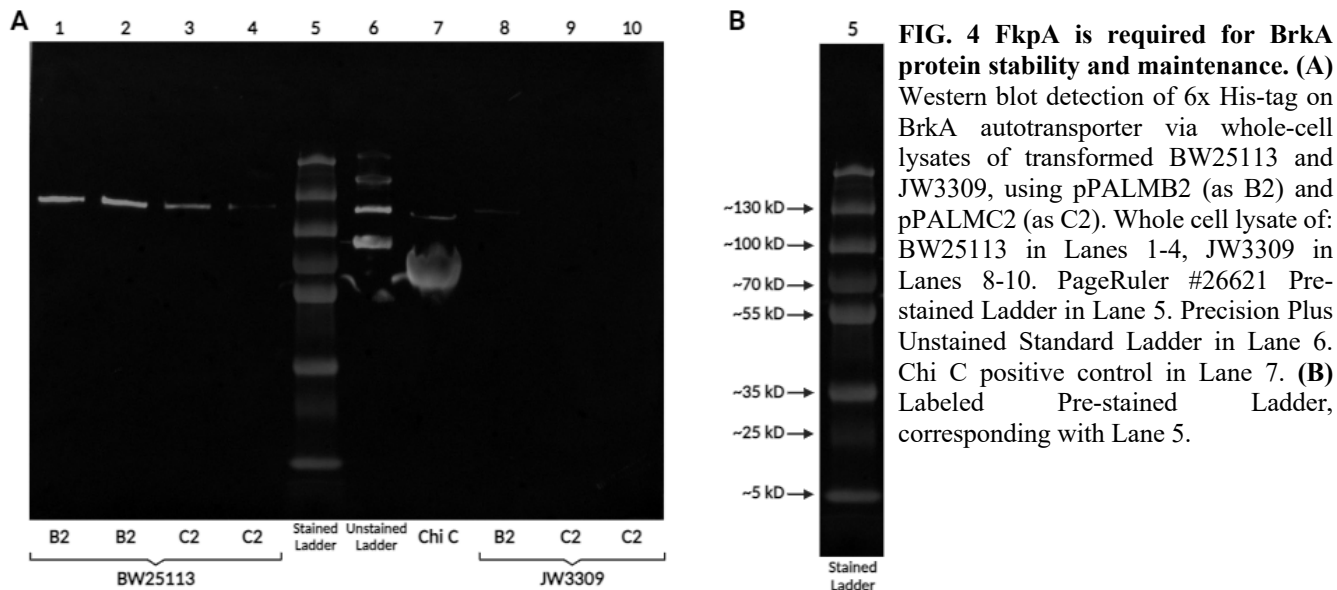 A
1 2 3 4 5 6 7 8 9 10
B2 B2 C2 C2 Stained Ladder Unstained Ladder Chi C B2 C2 C2
BW25113 JW3309
B
5
~130 kD
~100 kD
~70 kD
~55 kD
~35 kD
~25 kD
~5 kD
Stained
Ladder
FIG. 4 FkpA is required for BrkA
protein stability and maintenance. (A)
Western blot detection of 6x His-tag on
BrkA autotransporter via whole-cell
lysates of transformed BW25113 and
JW3309, using pPALMB2 (as B2) and
pPALMC2 (as C2). Whole cell lysate of:
BW25113 in Lanes 1-4, JW3309 in
Lanes 8-10. PageRuler #26621 Pre-
stained Ladder in Lane 5. Precision Plus
Unstained Standard Ladder in Lane 6.
Chi C positive control in Lane 7. (B)
Labeled Pre-stained Ladder,
corresponding with Lane 5.